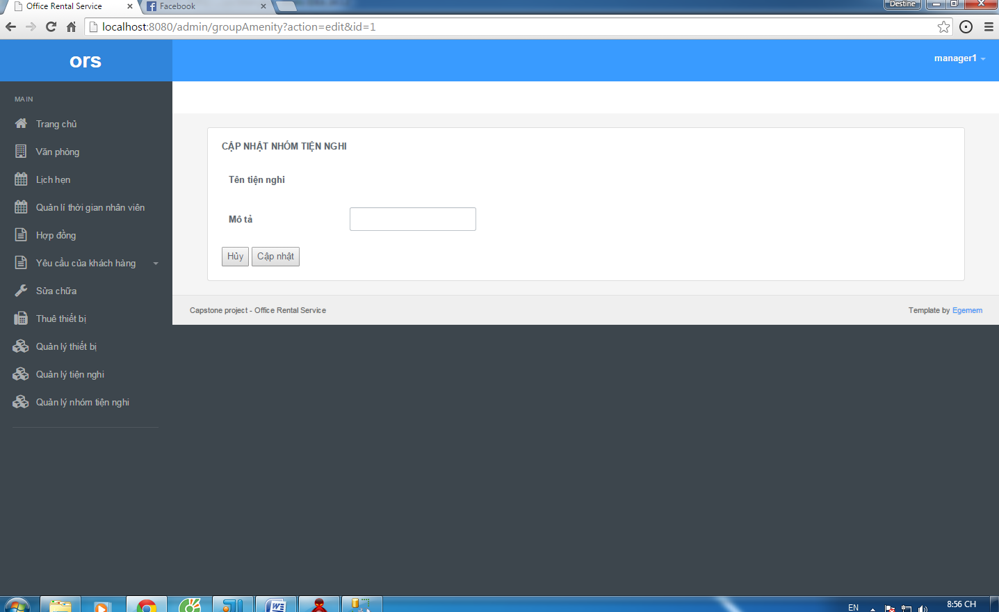 Office Rental Service
Facebook
Destine
localhost:8080/admin/groupAmenity?action=edit&id=1
ors
manager1
MAIN
Trang chủ
Văn phòng
Lịch hẹn
Quản lí thời gian nhân viên
Hợp đồng
Yêu cầu của khách hàng
Sửa chữa
Thuê thiết bị
Quản lý thiết bị
Quản lý tiện nghi
Quản lý nhóm tiện nghi
CẬP NHẬT NHÓM TIỆN NGHI
Tên tiện nghi
Mô tả
Hủy Cập nhật
Capstone project - Office Rental Service
Template by Egemem
EN
8:56 CH